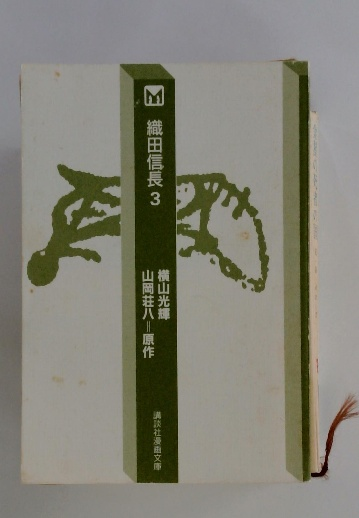 織田信長 3
横山光輝
山岡荘八＝原作
講談社漫画文庫